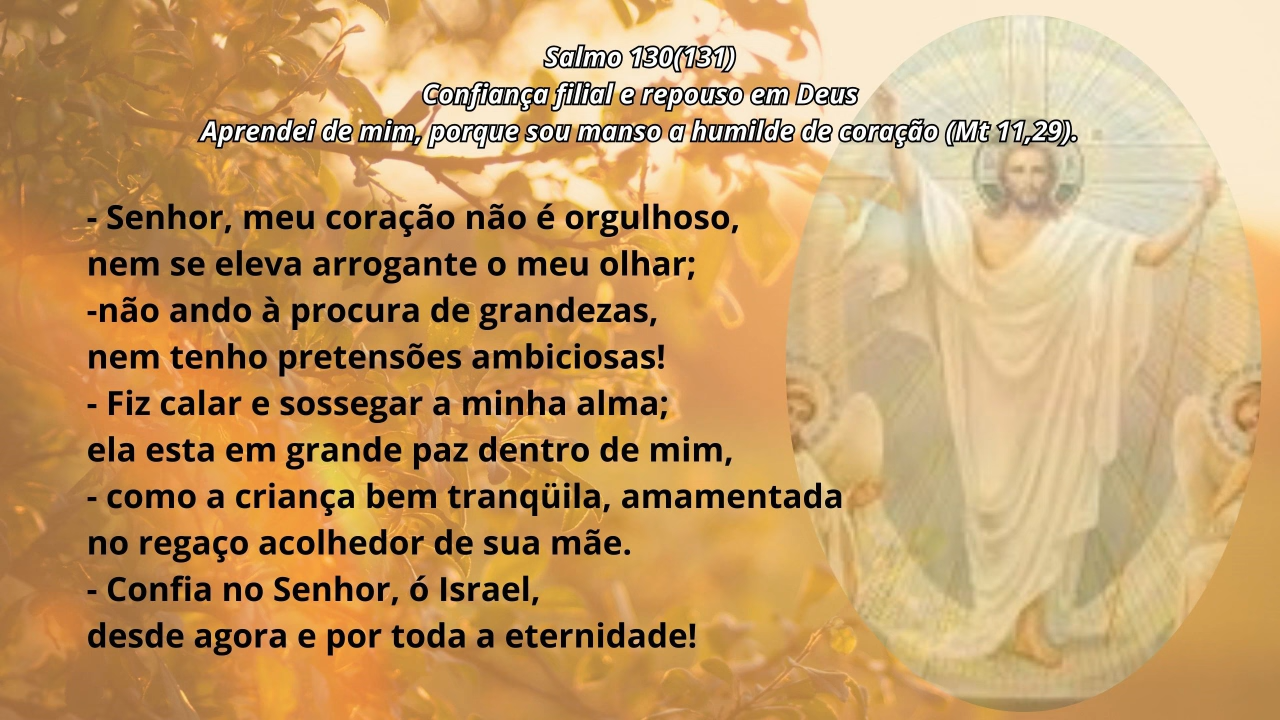 Salmo 130(131)
Confiança filial e repouso em Deus
Aprendei de mim, porque sou manso a humilde de coração (Mt 11,29).
- Senhor, meu coração não é orgulhoso,
nem se eleva arrogante o meu olhar;
-não ando à procura de grandezas,
nem tenho pretensões ambiciosas!
- Fiz calar e sossegar a minha alma;
ela esta em grande paz dentro de mim,
- como a criança bem tranqüila, amamentada
no regaço acolhedor de sua mãe.
- Confia no Senhor, ó Israel,
desde agora e por toda a eternidade!